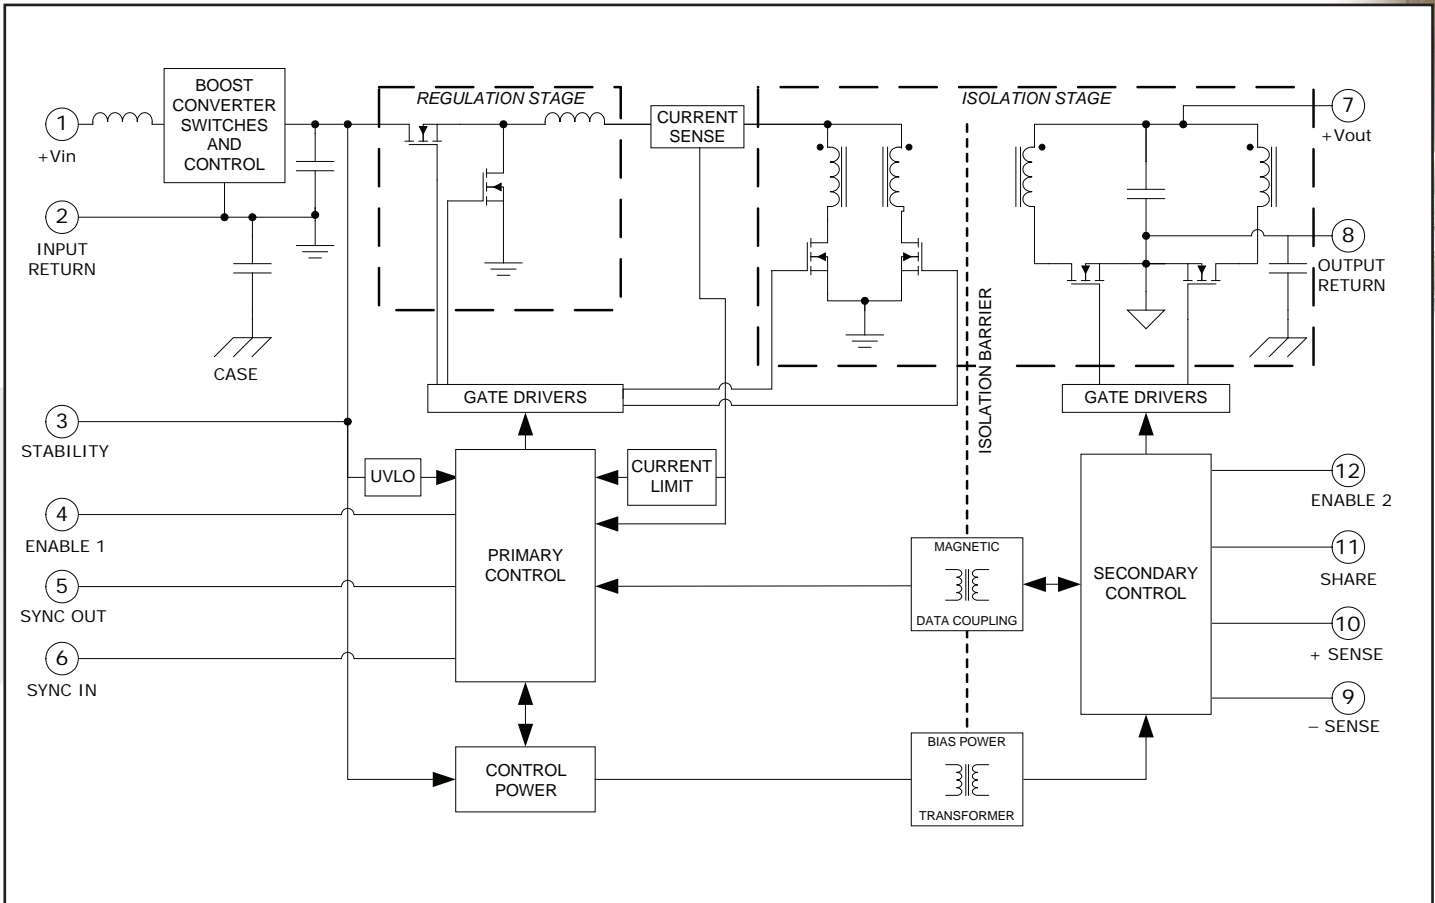 BOOST
CONVERTER
SWITCHES
AND
CONTROL
REGULATION STAGE
CURRENT
SENSE
ISOLATION STAGE
1
+Vin
2
INPUT
RETURN
CASE
7
+Vout
8
OUTPUT
RETURN
ISOLATION BARRIER
GATE DRIVERS
GATE DRIVERS
3
STABILITY
UVLO
CURRENT
LIMIT
4
ENABLE 1
5
SYNC OUT
6
SYNC IN
PRIMARY
CONTROL
MAGNETIC
DATA COUPLING
SECONDARY
CONTROL
12
ENABLE 2
11
SHARE
10
+ SENSE
9
– SENSE
CONTROL
POWER
BIAS POWER
TRANSFORMER